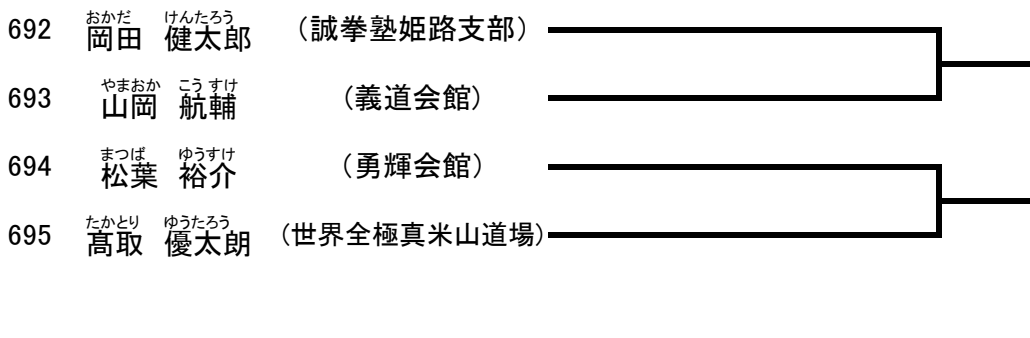 おかだ けんたろう
692 岡田 健太郎 （誠拳塾姫路支部）
やまおか こうすけ
693 山岡 航輔 （義道会館）
まつば ゆうすけ
694 松葉 裕介 （勇輝会館）
たかとり ゆうたろう
695 髙取 優太朗 （世界全極真米山道場）